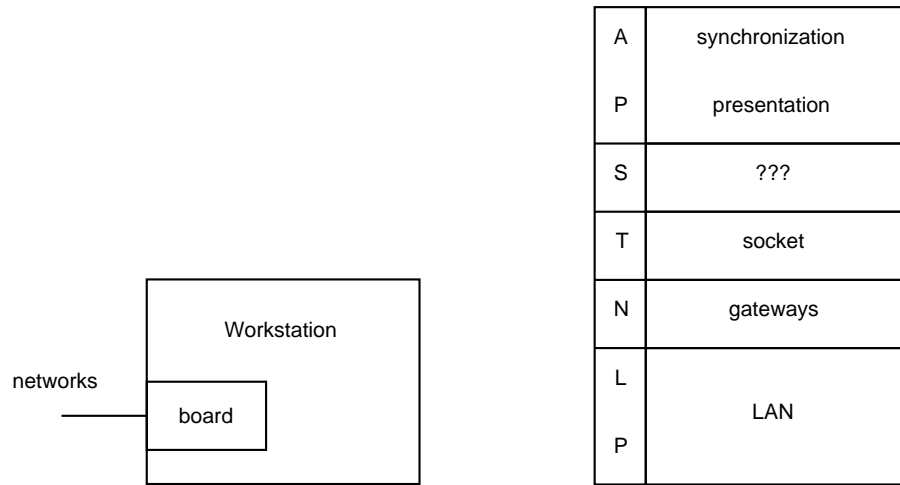 Workstation
networks
board
A synchronization
P presentation
S ???
T socket
N gateways
L
LAN
P